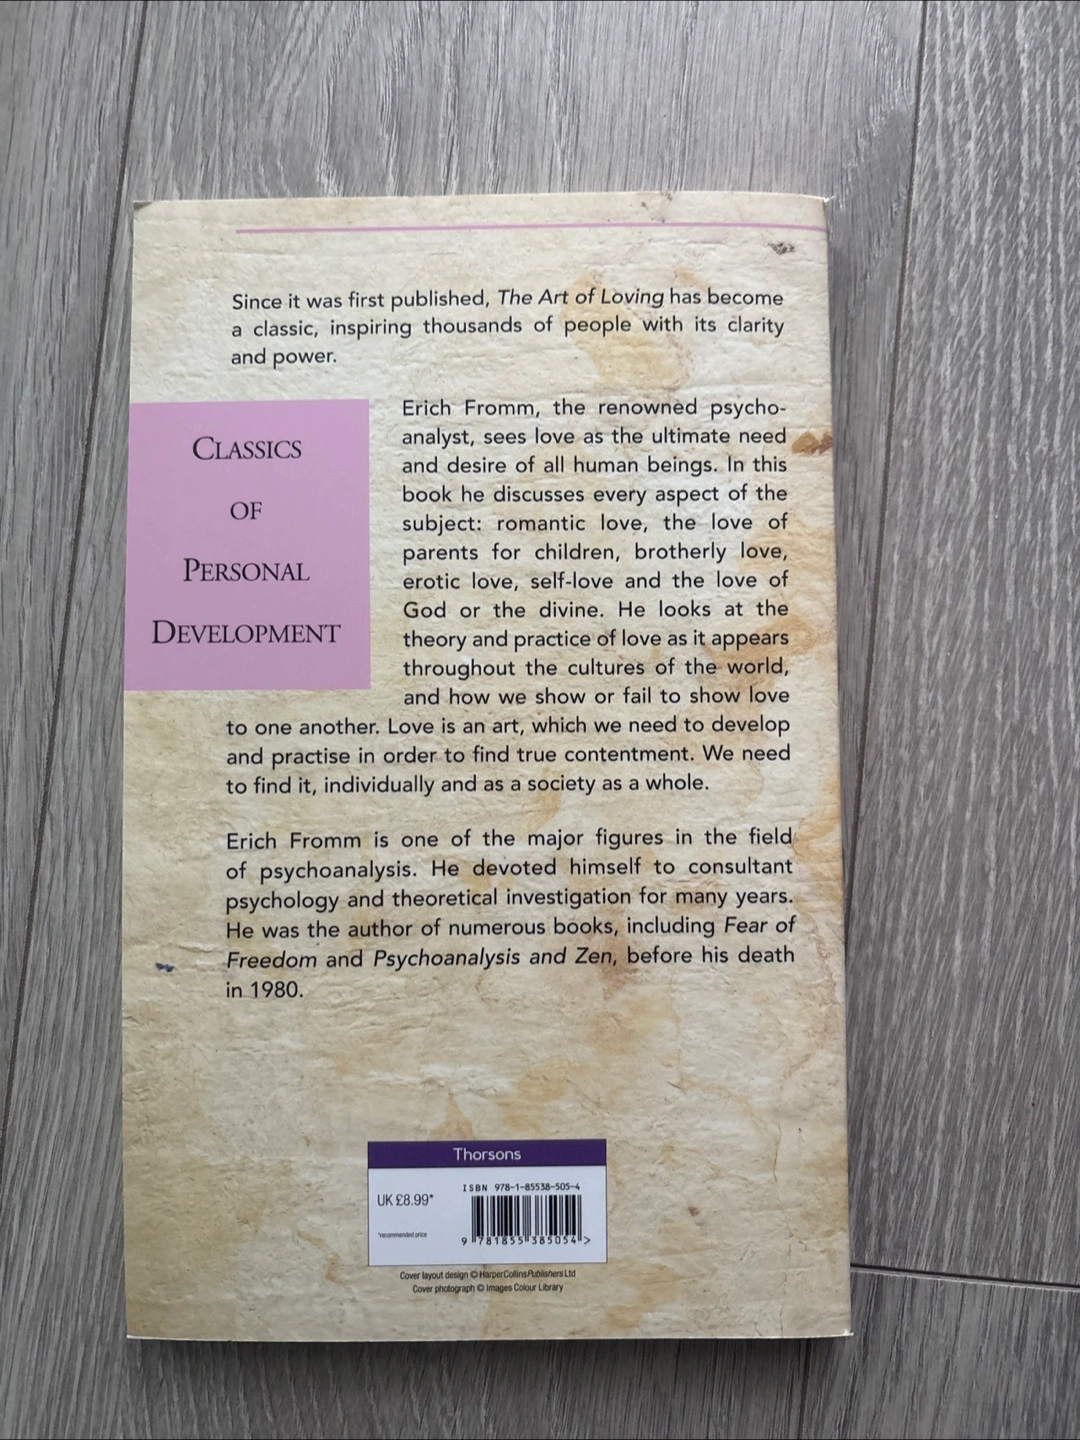 Since it was first published, The Art of Loving has become
a classic, inspiring thousands of people with its clarity
and power.
CLASSICS
OF
PERSONAL
DEVELOPMENT
Erich Fromm, the renowned psycho-
analyst, sees love as the ultimate need
and desire of all human beings. In this
book he discusses every aspect of the
subject: romantic love, the love of
parents for children, brotherly love,
erotic love, self-love and the love of
God or the divine. He looks at the
theory and practice of love as it appears
throughout the cultures of the world,
and how we show or fail to show love
to one another. Love is an art, which we need to develop
and practise in order to find true contentment. We need
to find it, individually and as a society as a whole.
Erich Fromm is one of the major figures in the field
of psychoanalysis. He devoted himself to consultant
psychology and theoretical investigation for many years.
He was the author of numerous books, including Fear of
Freedom and Psychoanalysis and Zen, before his death
in 1980.
Thorsons
UK £8.99*
*recommended price
ISBN 978-1-85538-505-4
9 781855 385054 >
Cover layout design © HarperCollinsPublishers Ltd
Cover photograph © Images Colour Library